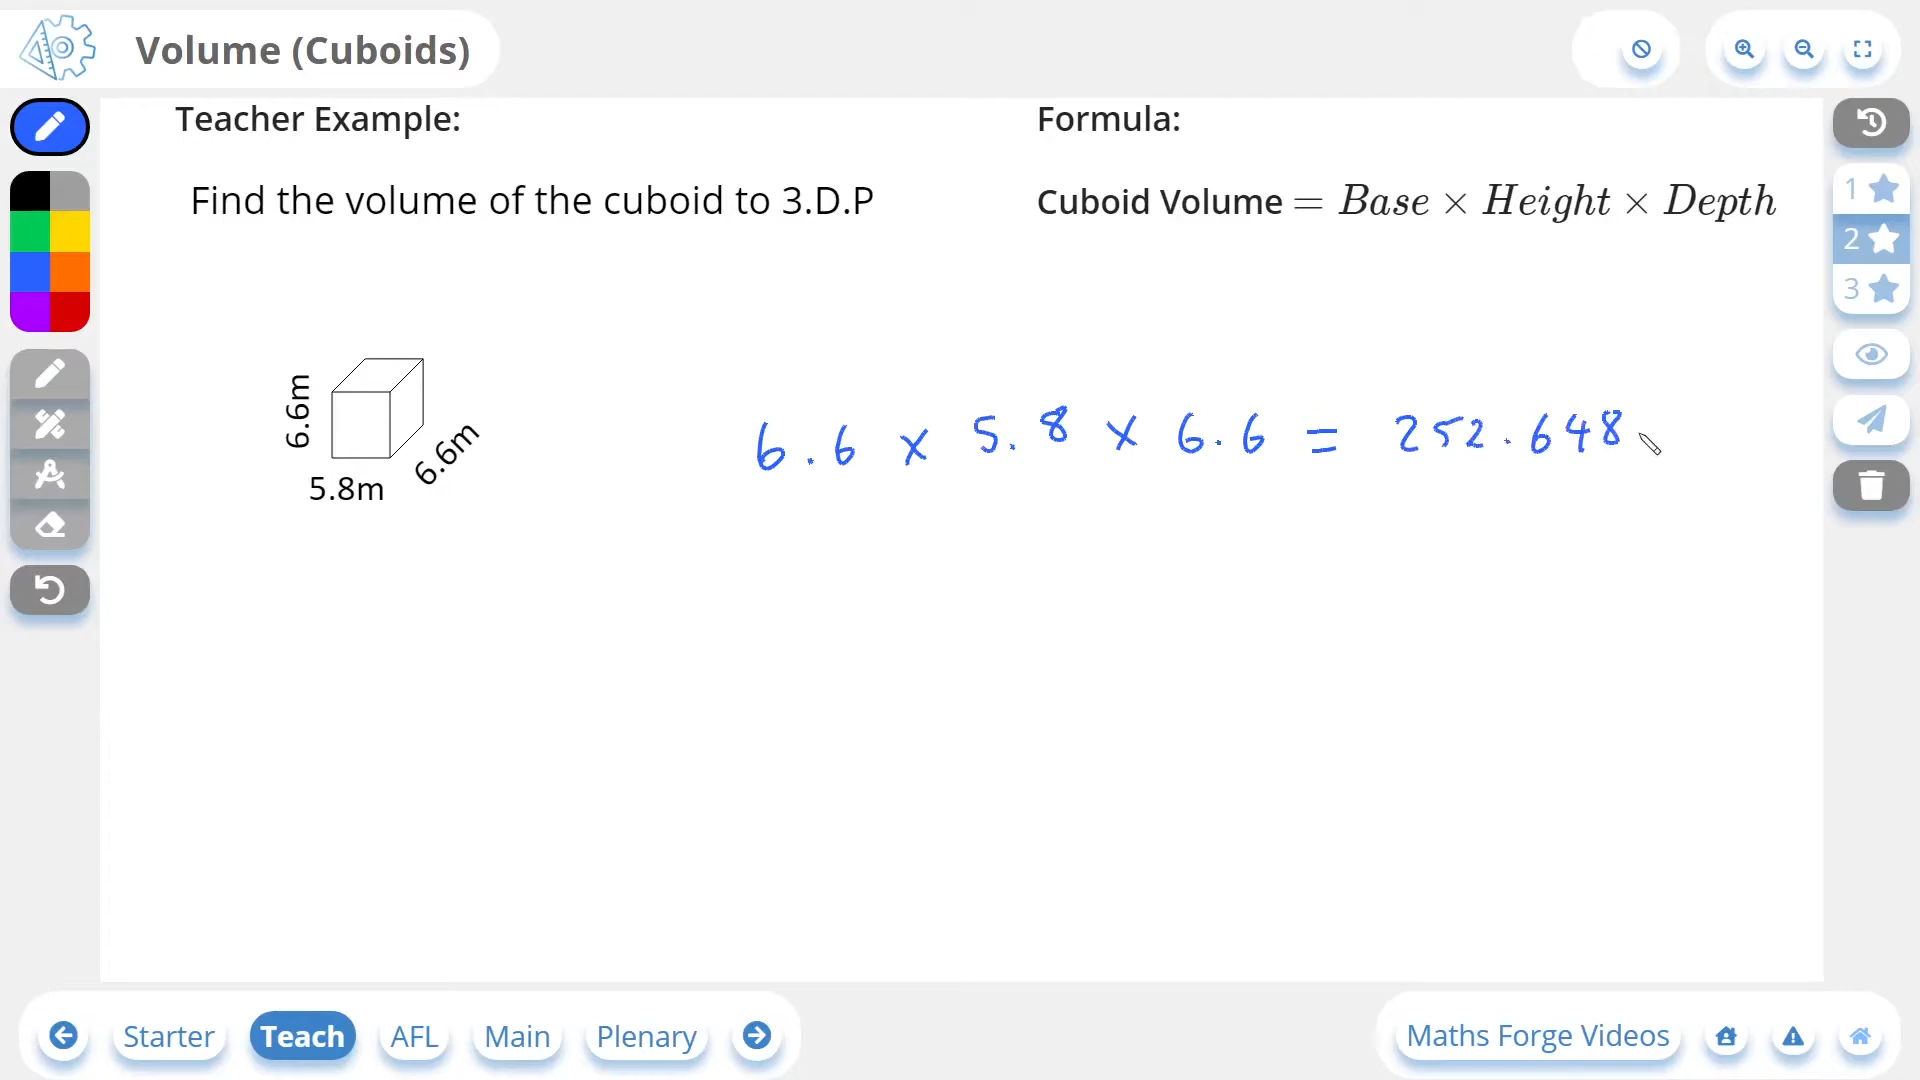 Volume (Cuboids)
Teacher Example:
Formula:
Find the volume of the cuboid to 3.D.P
Cuboid Volume = Base × Height × Depth
1
2
3
6.6m
5.8m
6.6m
6.6 × 5.8 × 6.6 = 252.648
Starter
Teach
AFL
Main
Plenary
Maths Forge Videos